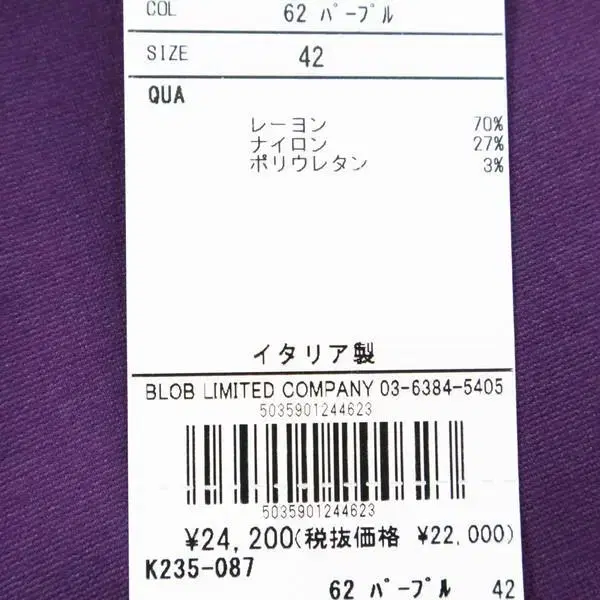 COL 62 パープル
SIZE 42
QUA
レーヨン 70%
ナイロン 27%
ポリウレタン 3%
イタリア製
BLOB LIMITED COMPANY 03-6384-5405
5035901244623
5035901244623
¥24,200(税抜価格 ¥22,000)
K235-087
62 パープル 42